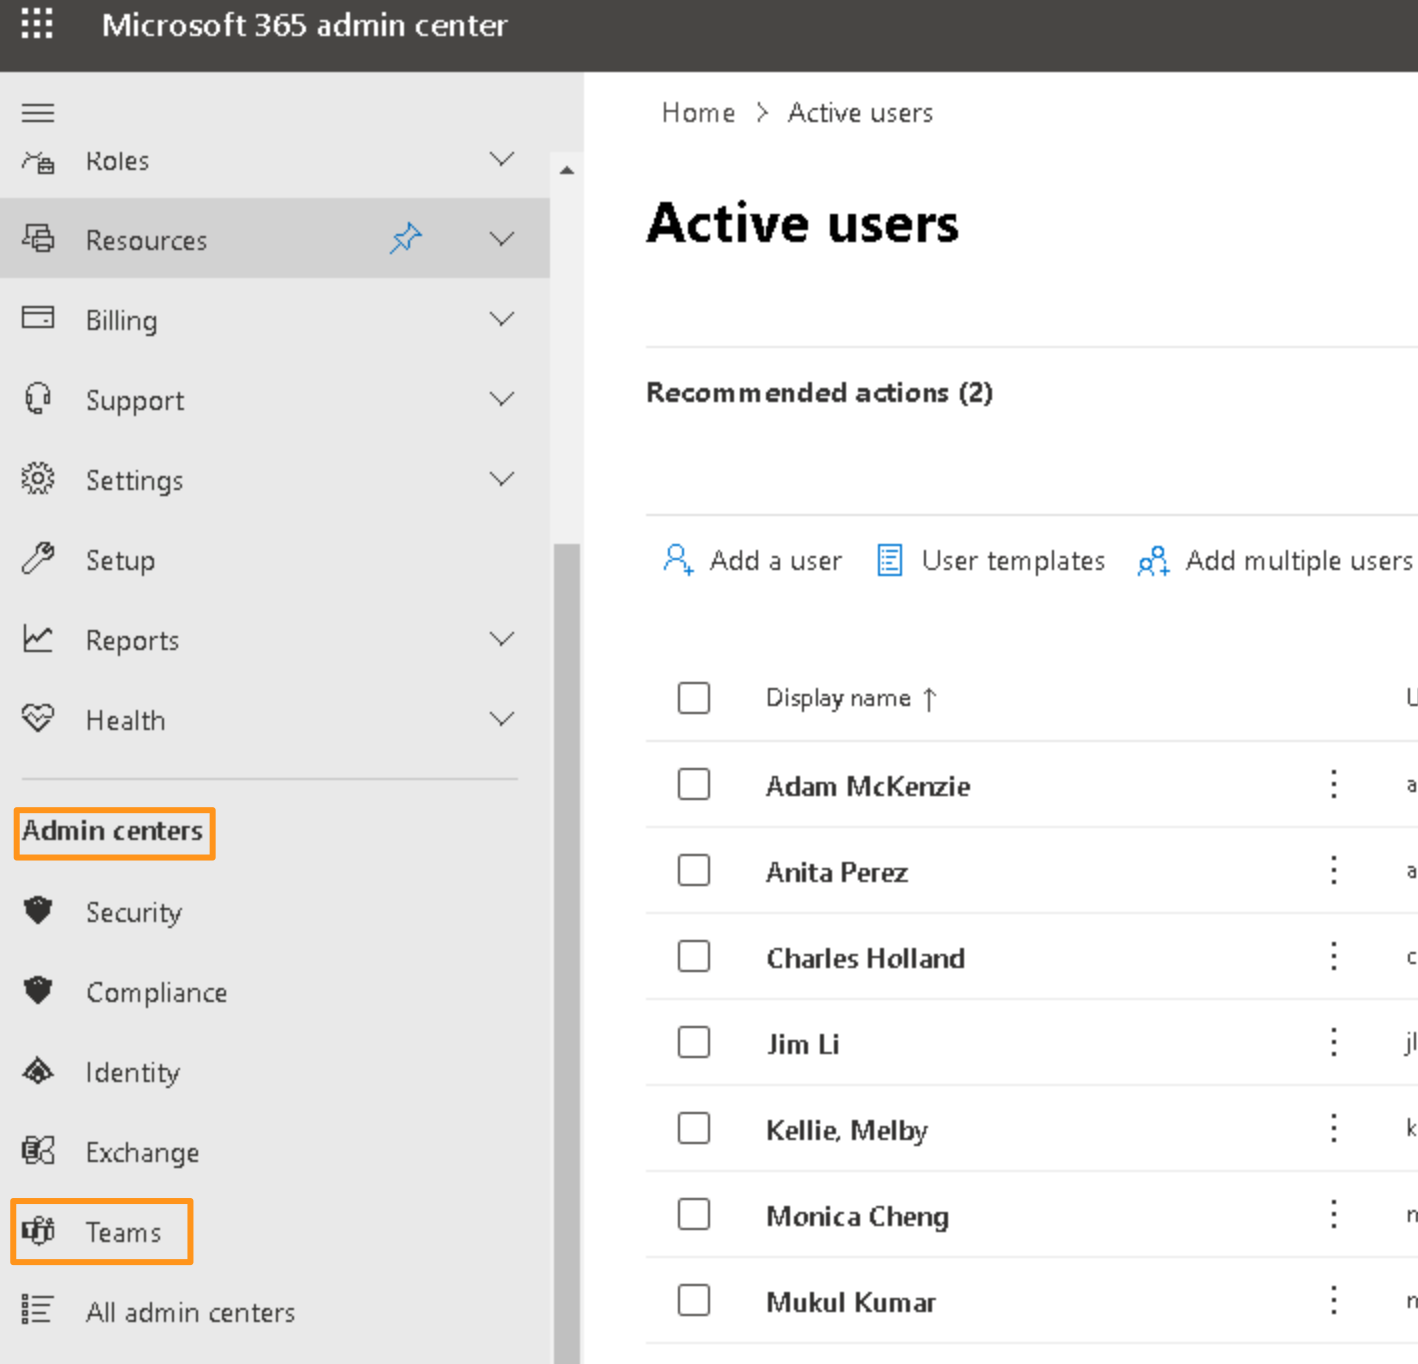 Microsoft 365 admin center
Roles
Resources
Billing
Support
Settings
Setup
Reports
Health
Admin centers
Security
Compliance
Identity
Exchange
Teams
All admin centers
Home > Active users
Active users
Recommended actions (2)
Add a user User templates Add multiple users
Display name ↑
Adam McKenzie
Anita Perez
Charles Holland
Jim Li
Kellie, Melby
Monica Cheng
Mukul Kumar